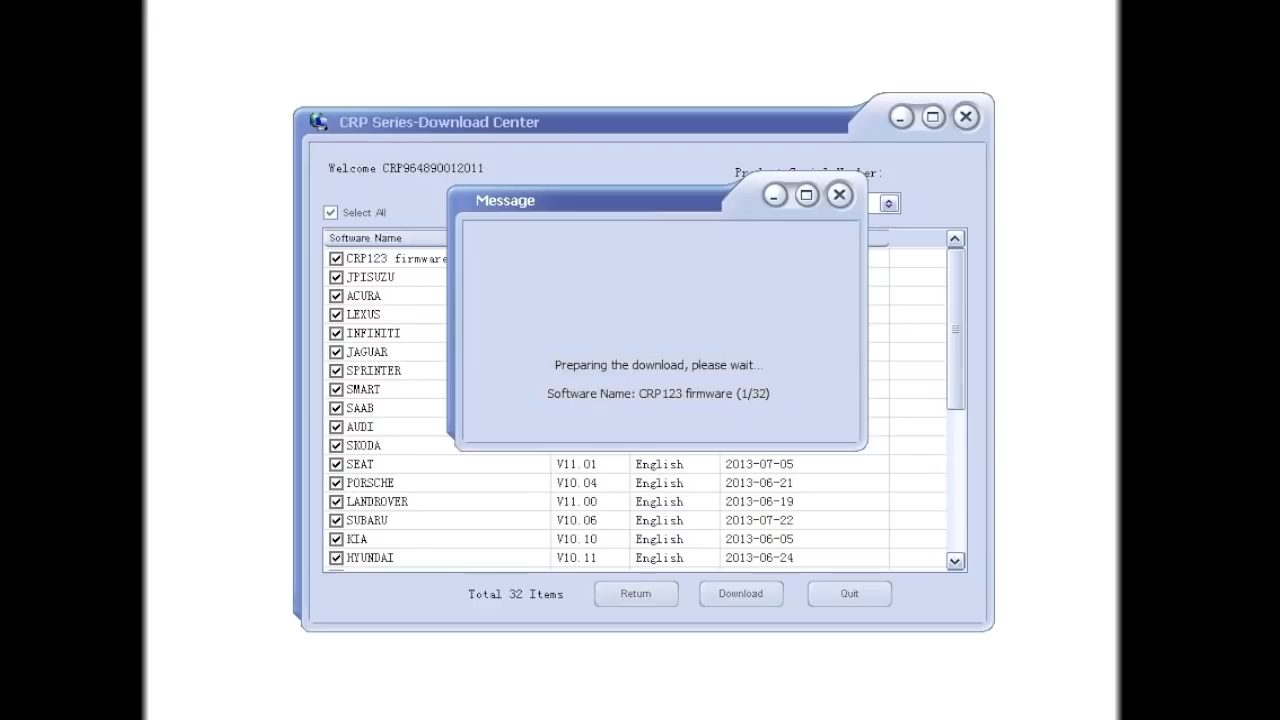 CRP Series-Download Center
Welcome CRP964890012011
Select All
Message
Software Name
CRP123 firmware
JPISUZU
ACURA
LEXUS
INFINITI
JAGUAR
SPRINTER
SMART
SAAB
AUDI
SKODA
Preparing the download, please wait...
Software Name: CRP123 firmware (1/32)
SEAT V11.01 English 2013-07-05
PORSCHE V10.04 English 2013-06-21
LANDROVER V11.00 English 2013-06-19
SUBARU V10.06 English 2013-07-22
KIA V10.10 English 2013-06-05
HYUNDAI V10.11 English 2013-06-24
Total 32 Items Return Download Quit